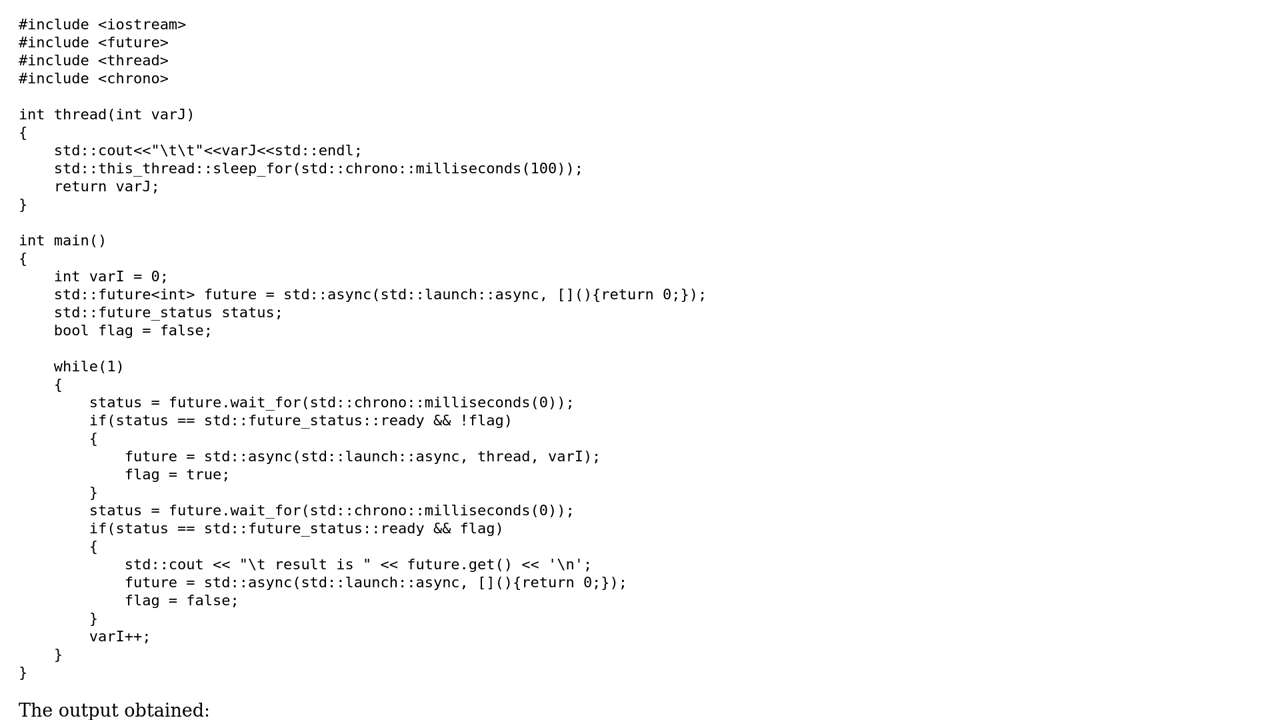 #include <iostream>
#include <future>
#include <thread>
#include <chrono>

int thread(int varJ)
{
    std::cout<<"\t\t"<<varJ<<std::endl;
    std::this_thread::sleep_for(std::chrono::milliseconds(100));
    return varJ;
}

int main()
{
    int varI = 0;
    std::future<int> future = std::async(std::launch::async, [](){return 0;});
    std::future_status status;
    bool flag = false;

    while(1)
    {
        status = future.wait_for(std::chrono::milliseconds(0));
        if(status == std::future_status::ready && !flag)
        {
            future = std::async(std::launch::async, thread, varI);
            flag = true;
        }
        status = future.wait_for(std::chrono::milliseconds(0));
        if(status == std::future_status::ready && flag)
        {
            std::cout << "\t result is " << future.get() << '\n';
            future = std::async(std::launch::async, [](){return 0;});
            flag = false;
        }
        varI++;
    }
}
The output obtained: